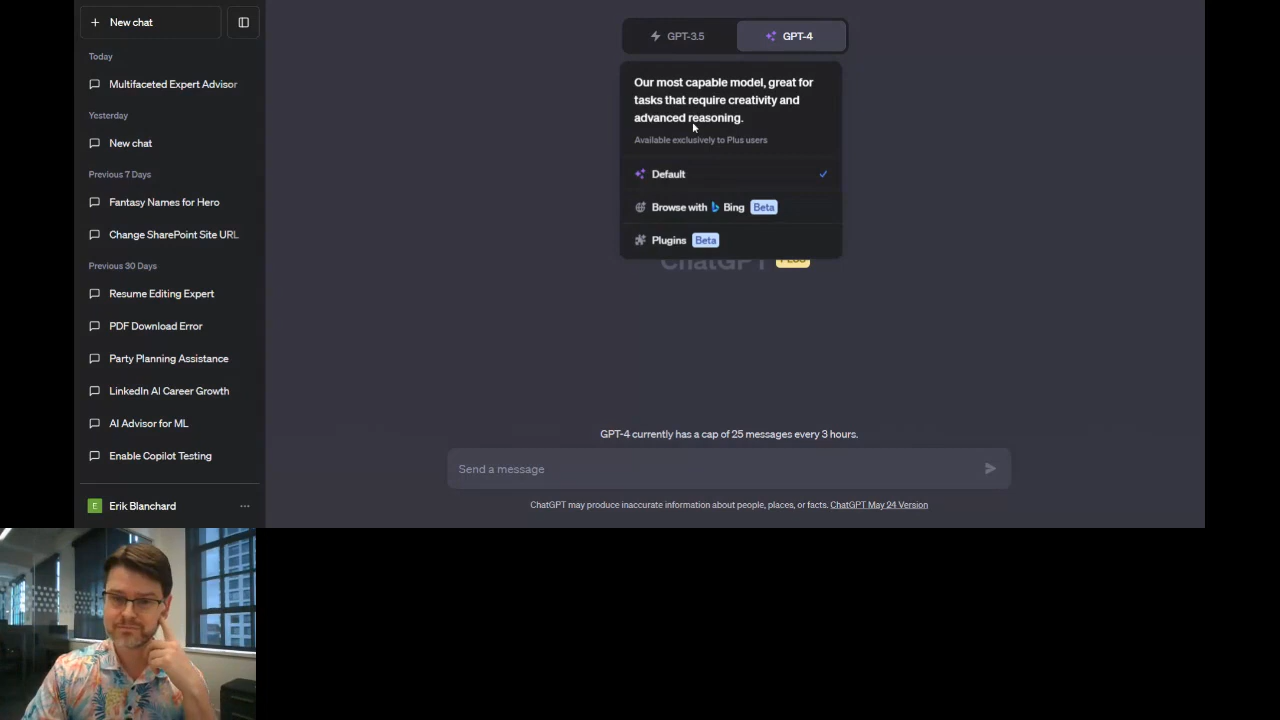 New chat
Today
Multifaceted Expert Advisor
Yesterday
New chat
Previous 7 Days
Fantasy Names for Hero
Change SharePoint Site URL
Previous 30 Days
Resume Editing Expert
PDF Download Error
Party Planning Assistance
LinkedIn AI Career Growth
AI Advisor for ML
Enable Copilot Testing
E Erik Blanchard
GPT-3.5
GPT-4
Our most capable model, great for
tasks that require creativity and
advanced reasoning.
Available exclusively to Plus users
Default
Browse with Bing Beta
Plugins Beta
ChatGPT PLUS
GPT-4 currently has a cap of 25 messages every 3 hours.
Send a message
ChatGPT may produce inaccurate information about people, places, or facts. ChatGPT May 24 Version